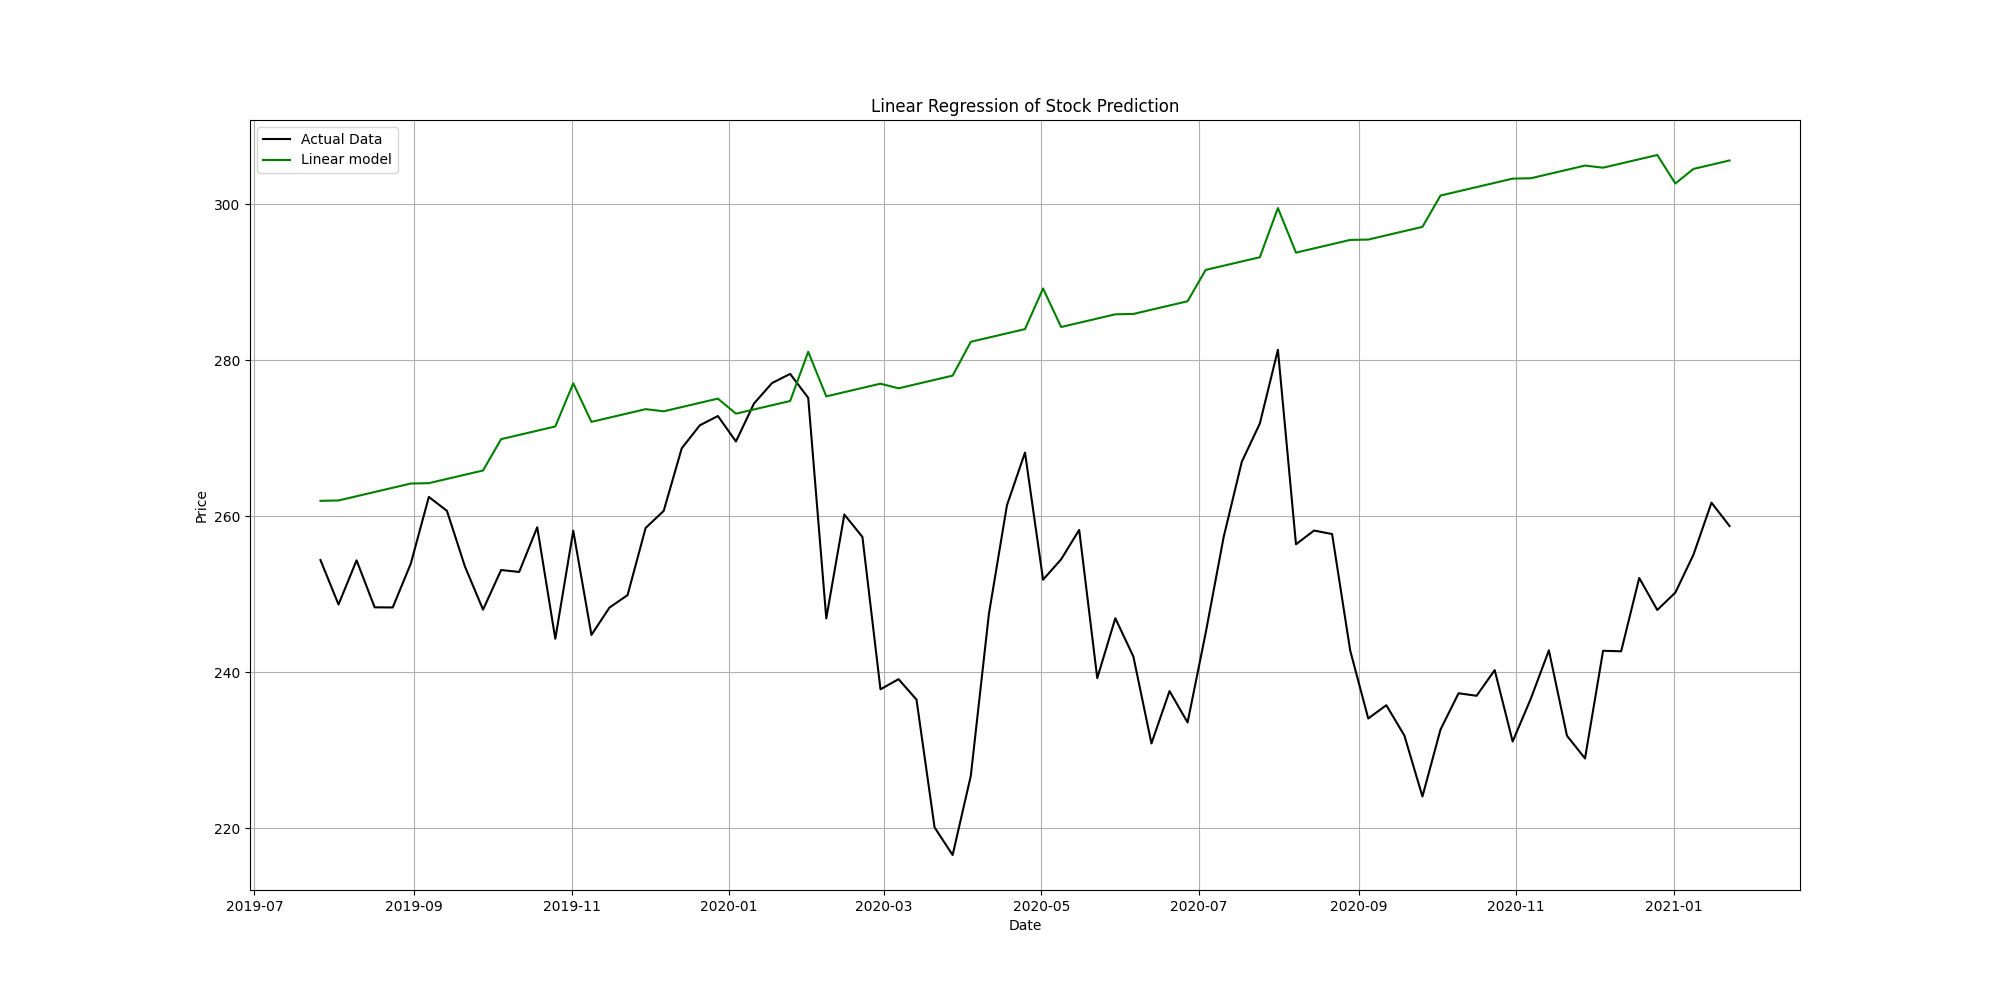 Linear Regression of Stock Prediction
Actual Data
Linear model
Price
300
280
260
240
220
2019-07 2019-09 2019-11 2020-01 2020-03 2020-05 2020-07 2020-09 2020-11 2021-01
Date